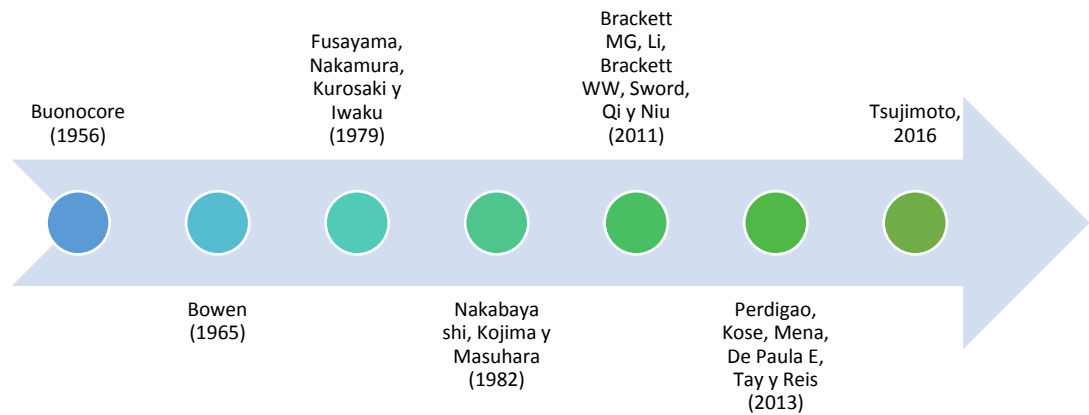 Buonocore
(1956)
Bowen
(1965)
Fusayama,
Nakamura,
Kurosaki y
Iwaku
(1979)
Nakabaya
shi, Kojima y
Masuhara
(1982)
Brackett
MG, Li,
Brackett
WW, Sword,
Qi y Niu
(2011)
Perdigao,
Kose, Mena,
De Paula E,
Tay y Reis
(2013)
Tsujimoto,
2016